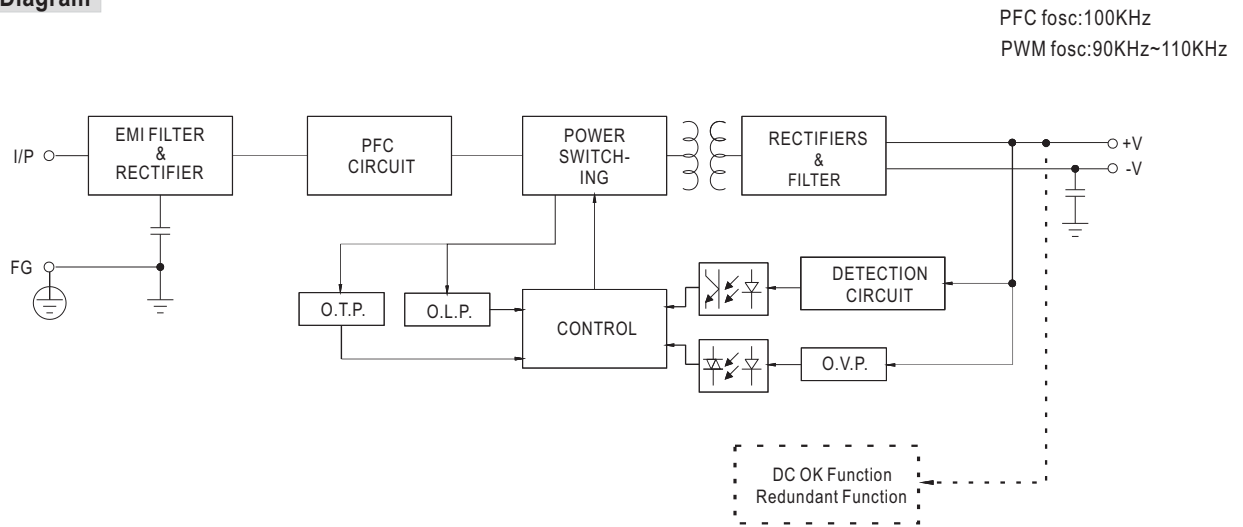 Diagram
PFC fosc:100KHz
PWM fosc:90KHz~110KHz
I/P
EMI FILTER
&
RECTIFIER
PFC
CIRCUIT
POWER
SWITCH-
ING
RECTIFIERS
&
FILTER
+V
-V
FG
O.T.P.
O.L.P.
CONTROL
DETECTION
CIRCUIT
O.V.P.
DC OK Function
Redundant Function